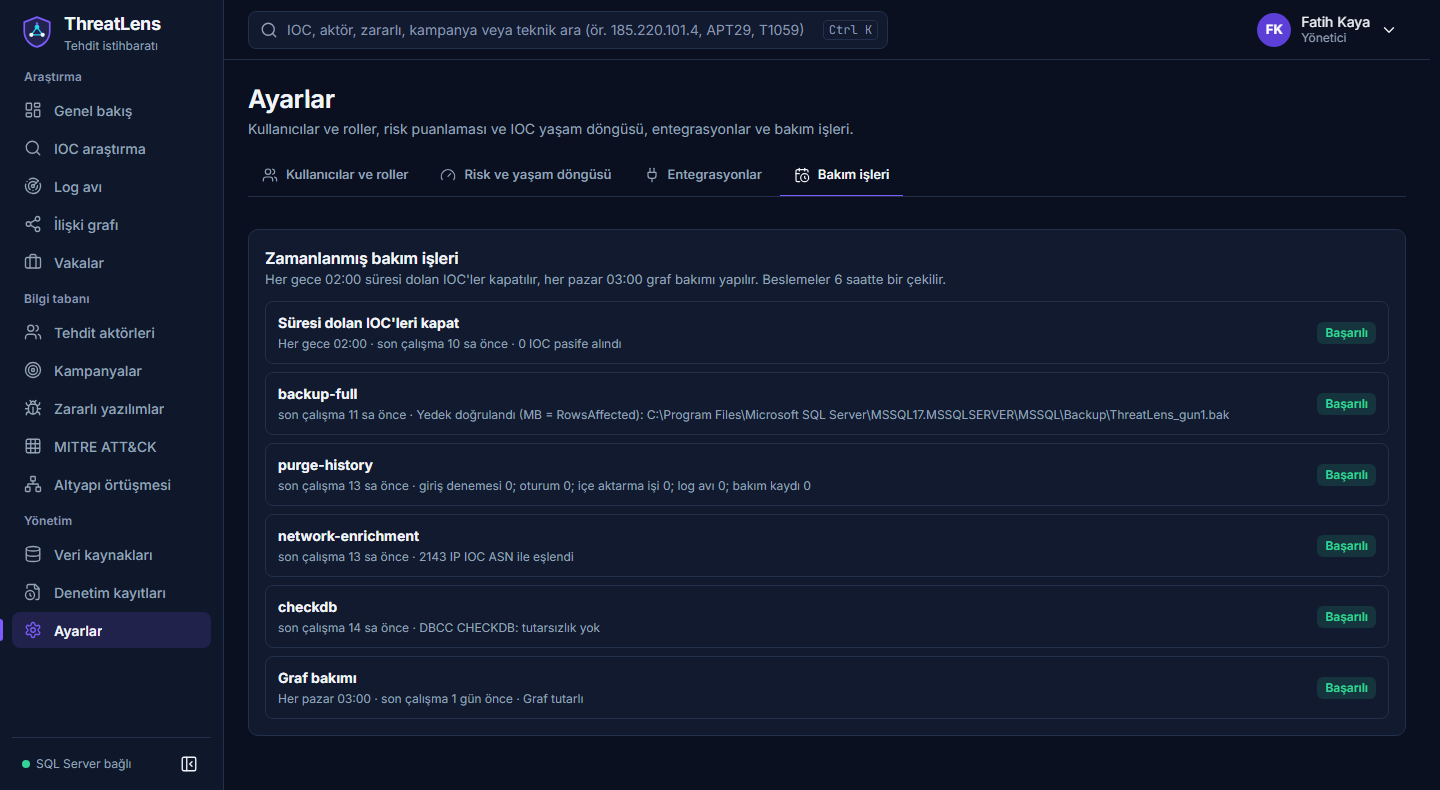 ThreatLens
Tehdit istihbaratı
Araştırma
Genel bakış
IOC araştırma
Log avı
İlişki grafı
Vakalar
Bilgi tabanı
Tehdit aktörleri
Kampanyalar
Zararlı yazılımlar
MITRE ATT&CK
Altyapı örtüşmesi
Yönetim
Veri kaynakları
Denetim kayıtları
Ayarlar
SQL Server bağlı
IOC, aktör, zararlı, kampanya veya teknik ara (ör. 185.220.101.4, APT29, T1059) Ctrl K
FK
Fatih Kaya
Yönetici
Ayarlar
Kullanıcılar ve roller, risk puanlaması ve IOC yaşam döngüsü, entegrasyonlar ve bakım işleri.
Kullanıcılar ve roller Risk ve yaşam döngüsü Entegrasyonlar Bakım işleri
Zamanlanmış bakım işleri
Her gece 02:00 süresi dolan IOC'ler kapatılır, her pazar 03:00 graf bakımı yapılır. Beslemeler 6 saatte bir çekilir.
Süresi dolan IOC'leri kapat
Her gece 02:00 · son çalışma 10 sa önce · 0 IOC pasife alındı
Başarılı
backup-full
son çalışma 11 sa önce · Yedek doğrulandı (MB = RowsAffected): C:\Program Files\Microsoft SQL Server\MSSQL17.MSSQLSERVER\MSSQL\Backup\ThreatLens_gun1.bak
Başarılı
purge-history
son çalışma 13 sa önce · giriş denemesi 0; oturum 0; içe aktarma işi 0; log avı 0; bakım kaydı 0
Başarılı
network-enrichment
son çalışma 13 sa önce · 2143 IP IOC ASN ile eşlendi
Başarılı
checkdb
son çalışma 14 sa önce · DBCC CHECKDB: tutarsızlık yok
Başarılı
Graf bakımı
Her pazar 03:00 · son çalışma 1 gün önce · Graf tutarlı
Başarılı